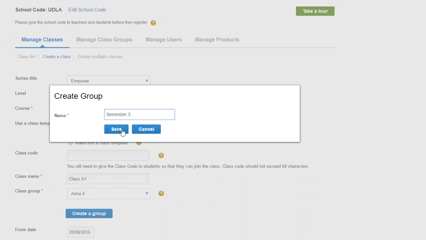 School Code: UDLA Edit School Code
Take a tour
Please give the school code to teachers and students before they register.
Manage Classes Manage Class Groups Manage Users Manage Products
Class list Create a class Create multiple classes
Series title Empower
Level
Create Group
Course *
Name * Semester 3
Use a class temp
Save Cancel
Class code
You will need to give the Class Code to students so that they can join the class. Class code should not exceed characters.
Class name * Class A1
Class group * Area 4
Create a group
From date 26/08/2016